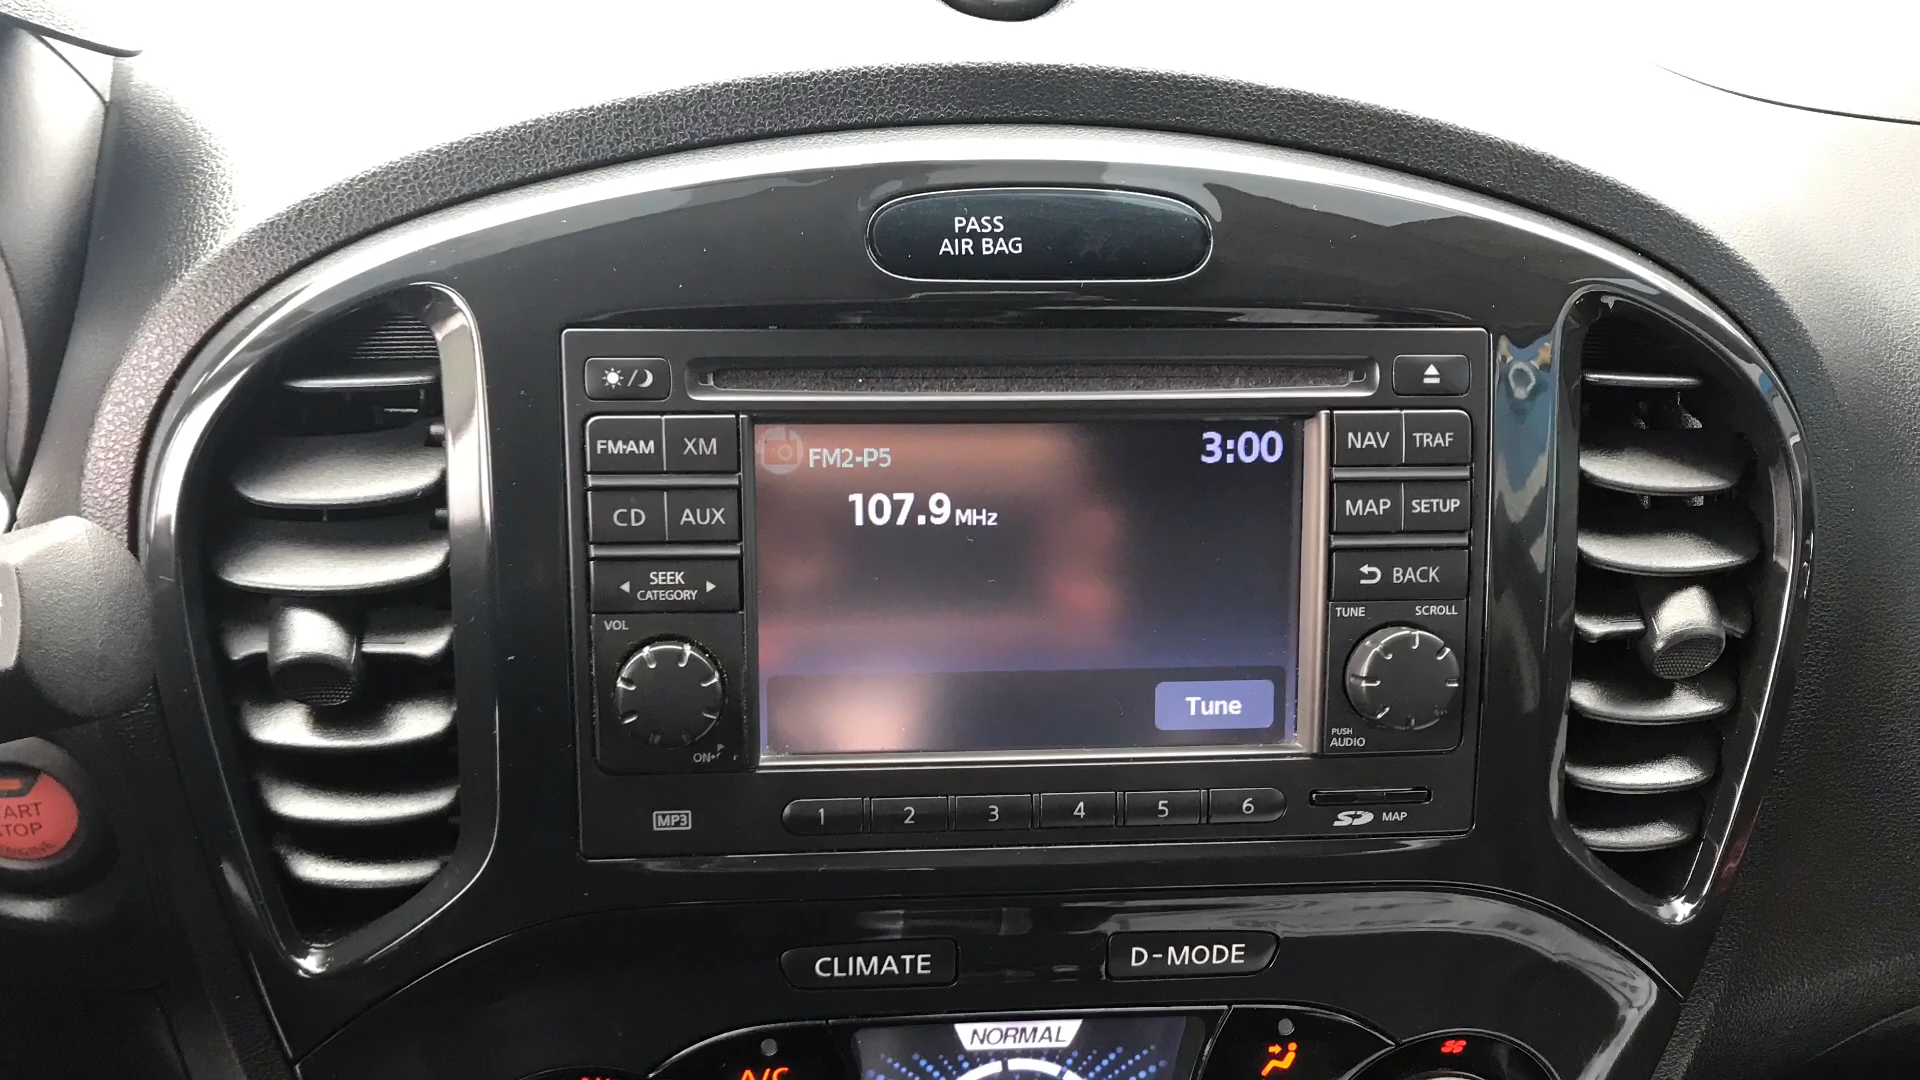 PASS
AIR BAG
FM·AM
XM
CD
AUX
SEEK
CATEGORY
VOL
FM2-P5
3:00
107.9 MHz
Tune
NAV
TRAF
MAP
SETUP
BACK
TUNE
SCROLL
PUSH
AUDIO
MP3
1
2
3
4
5
6
SD
MAP
CLIMATE
D-MODE
NORMAL
A/C